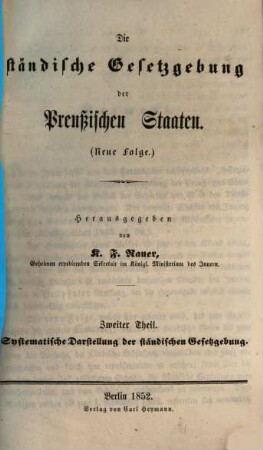 Die
ständische Gesetzgebung
der
Preußischen Staaten.
(Neue Folge.)
Herausgegeben
von
K. F. Rauer,
Geheimen expedirenden Sekretair im Königl. Ministerium des Innern.
Zweiter Theil.
Systematische Darstellung der ständischen Gesetzgebung.
Berlin 1852.
Verlag von Carl Heymann.